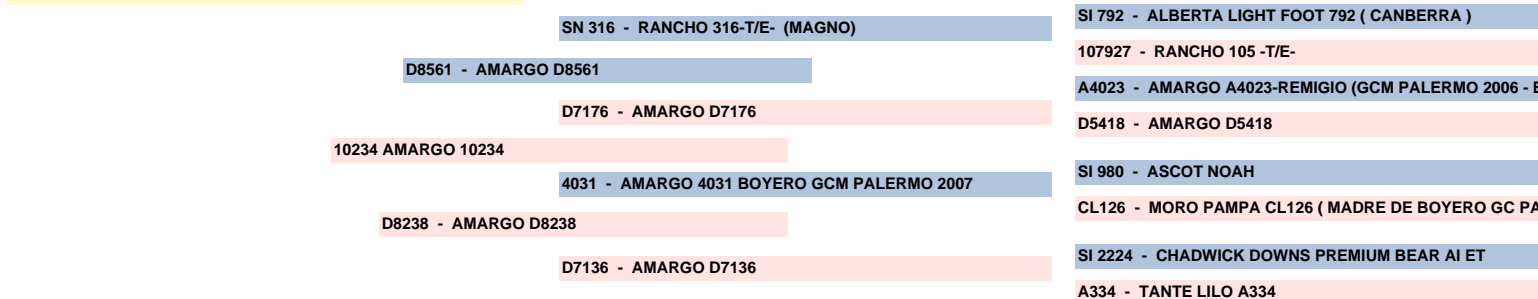 SI 792 - ALBERTA LIGHT FOOT 792 ( CANBERRA )
SN 316 - RANCHO 316-T/E- (MAGNO)
107927 - RANCHO 105 -T/E-
D8561 - AMARGO D8561
A4023 - AMARGO A4023-REMIGIO (GCM PALERMO 2006 -
D7176 - AMARGO D7176
D5418 - AMARGO D5418
10234 AMARGO 10234
SI 980 - ASCOT NOAH
4031 - AMARGO 4031 BOYERO GCM PALERMO 2007
CL126 - MORO PAMPA CL126 ( MADRE DE BOYERO GC PA
D8238 - AMARGO D8238
SI 2224 - CHADWICK DOWNS PREMIUM BEAR AI ET
D7136 - AMARGO D7136
A334 - TANTE LILO A334